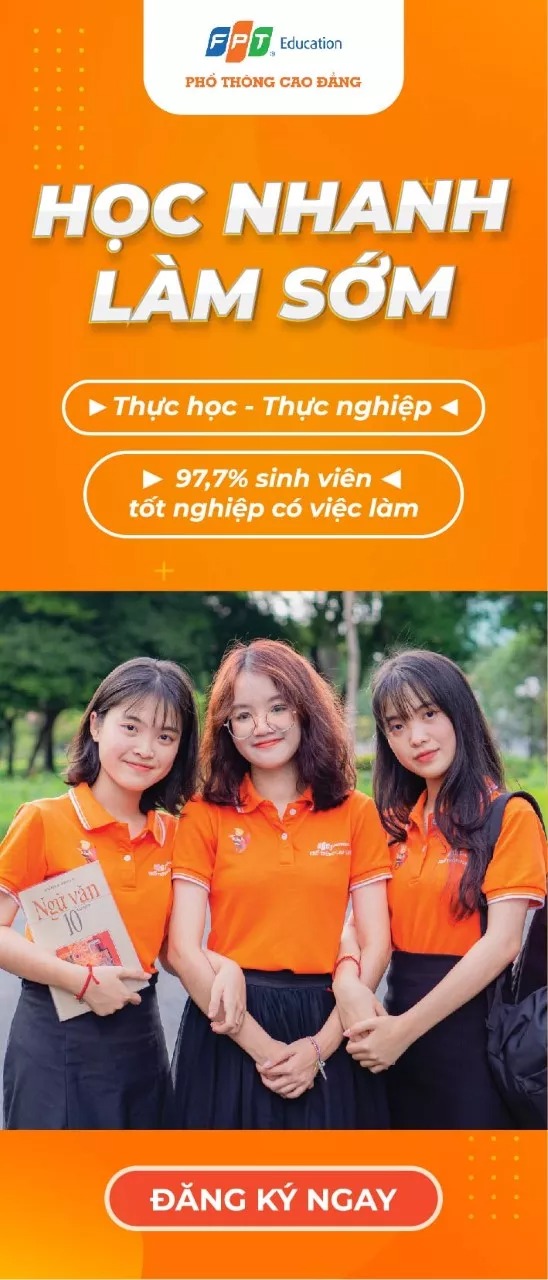 FPT Education
PHỔ THÔNG CAO ĐẲNG
HỌC NHANH
LÀM SỚM
▶ Thực học - Thực nghiệp ◀
▶ 97,7% sinh viên ◀
tốt nghiệp có việc làm
Ngữ văn
10
ĐĂNG KÝ NGAY